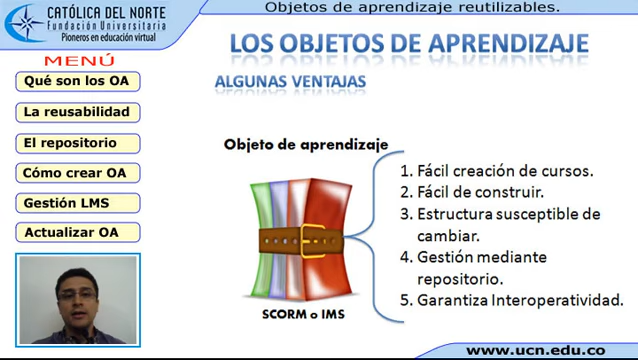 CATÓLICA DEL NORTE
Fundación Universitaria
Pioneros en educación virtual
Objetos de aprendizaje reutilizables.
LOS OBJETOS DE APRENDIZAJE
ALGUNAS VENTAJAS
MENÚ
Qué son los OA
La reusabilidad
El repositorio
Cómo crear OA
Gestión LMS
Actualizar OA
Objeto de aprendizaje
SCORM o IMS
1. Fácil creación de cursos.
2. Fácil de construir.
3. Estructura susceptible de
cambiar.
4. Gestión mediante
repositorio.
5. Garantiza Interoperatividad.
www.ucn.edu.co